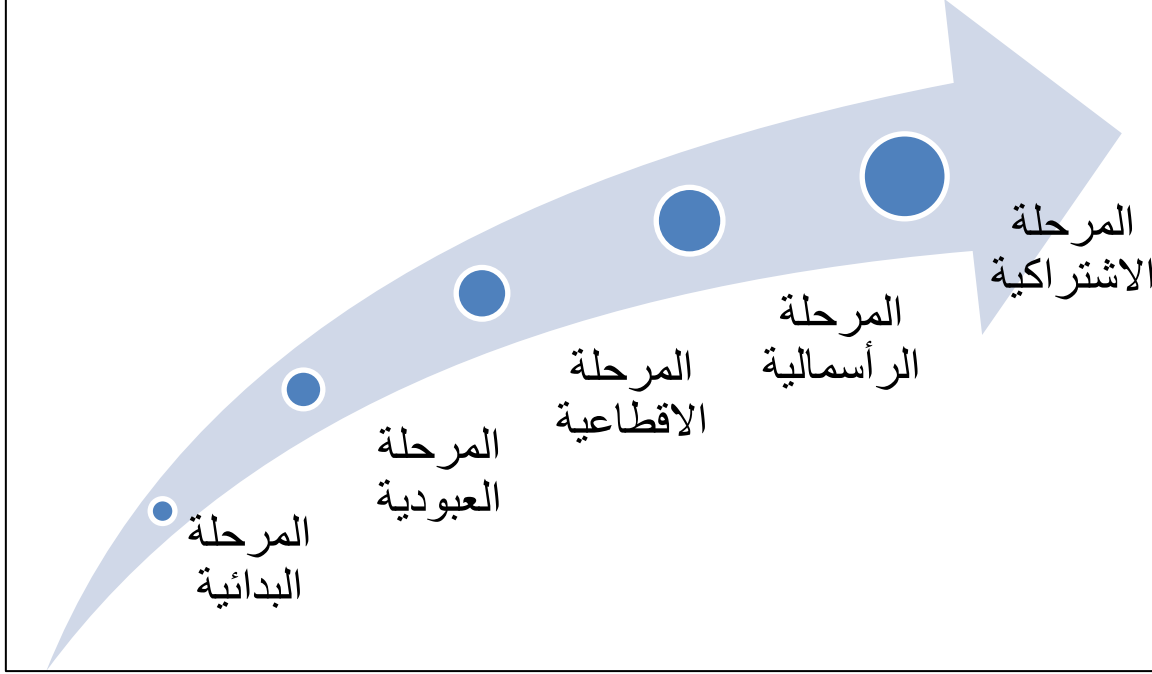 المرحلة
البدائية
المرحلة
العبودية
المرحلة
الاقطاعية
المرحلة
الرأسمالية
المرحلة
الاشتراكية